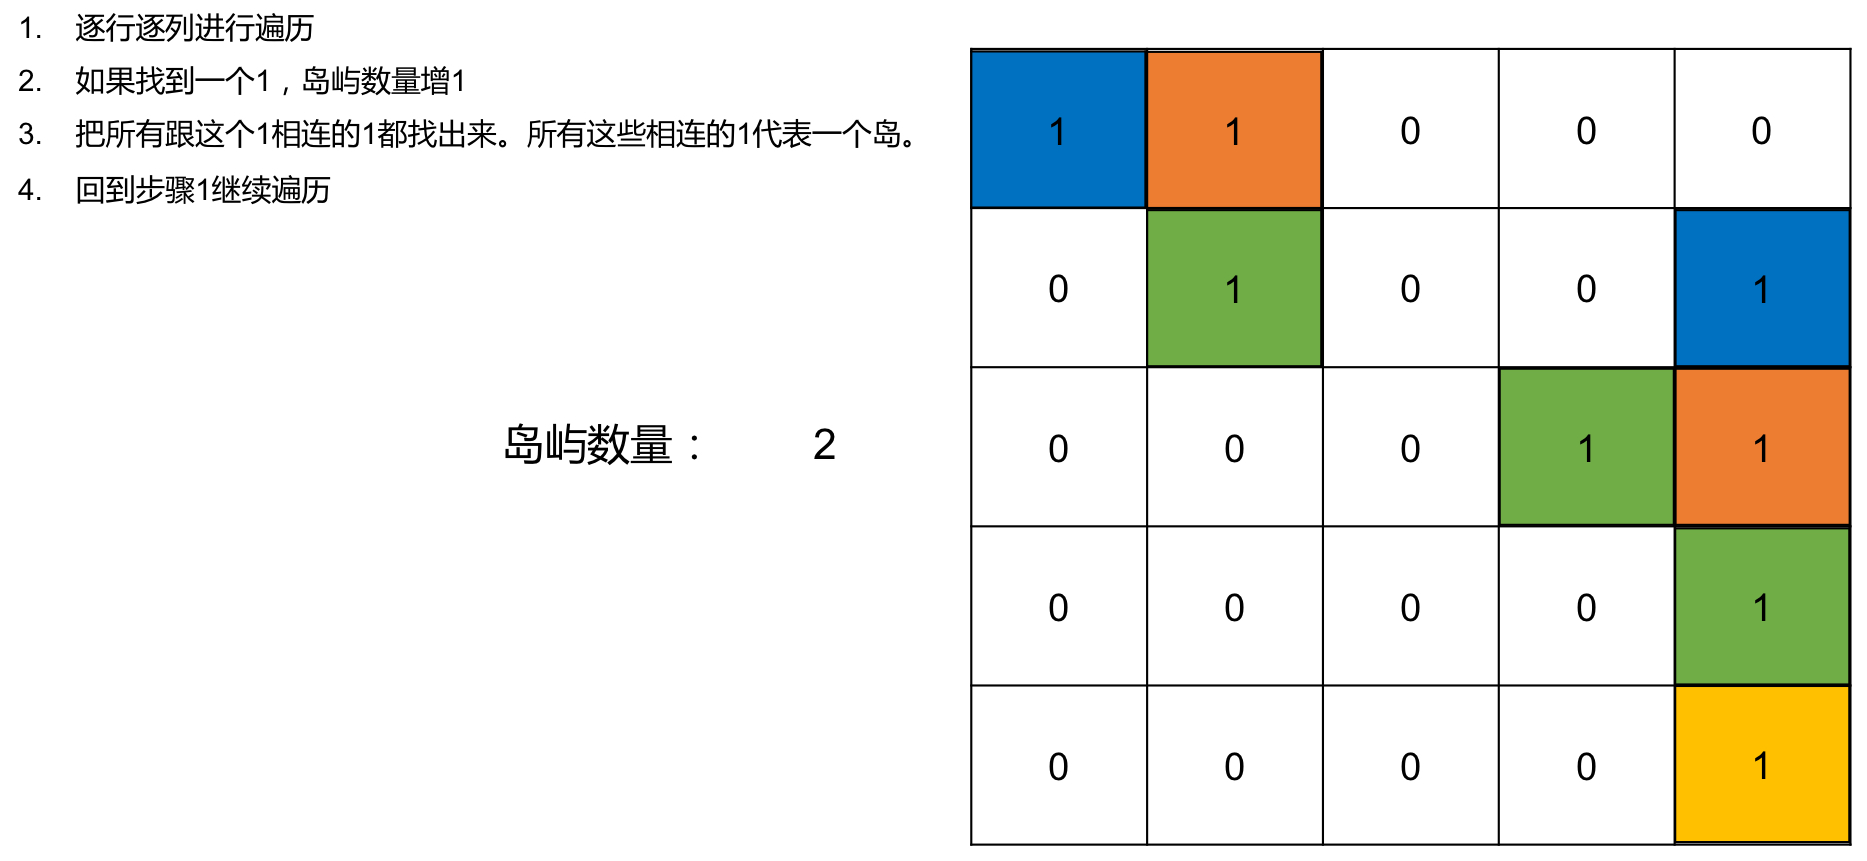 1. 逐行逐列进行遍历
2. 如果找到一个1，岛屿数量增1
3. 把所有跟这个1相连的1都找出来。所有这些相连的1代表一个岛。
4. 回到步骤1继续遍历
岛屿数量： 2
1 1 0 0 0
0 1 0 0 1
0 0 0 1 1
0 0 0 0 1
0 0 0 0 1